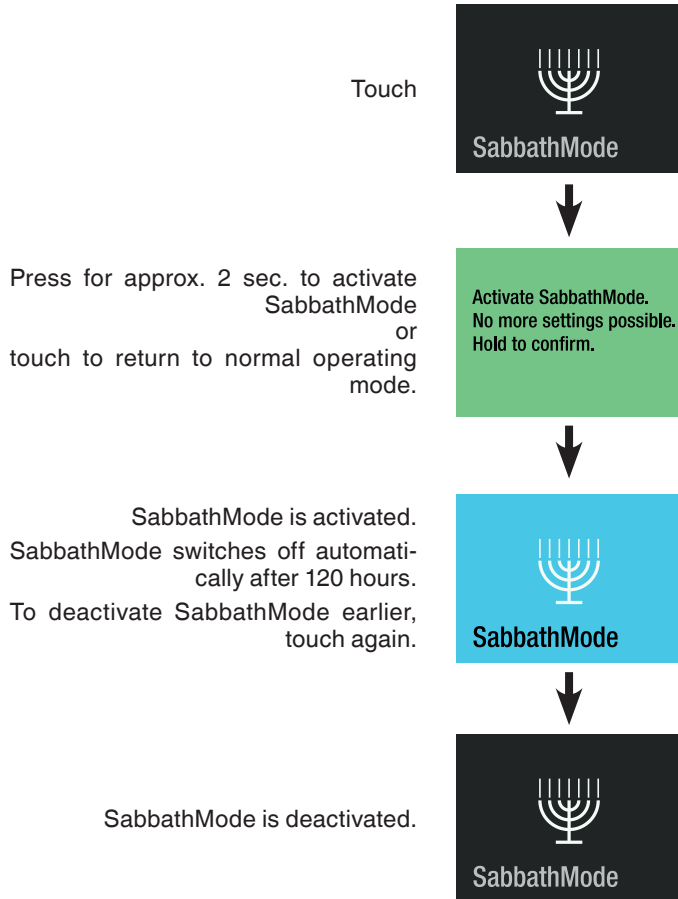 Touch
SabbathMode
Press for approx. 2 sec. to activate
SabbathMode
or
touch to return to normal operating
mode.
Activate SabbathMode.
No more settings possible.
Hold to confirm.
SabbathMode is activated.
SabbathMode switches off automati-
cally after 120 hours.
To deactivate SabbathMode earlier,
touch again.
SabbathMode
SabbathMode is deactivated.
SabbathMode